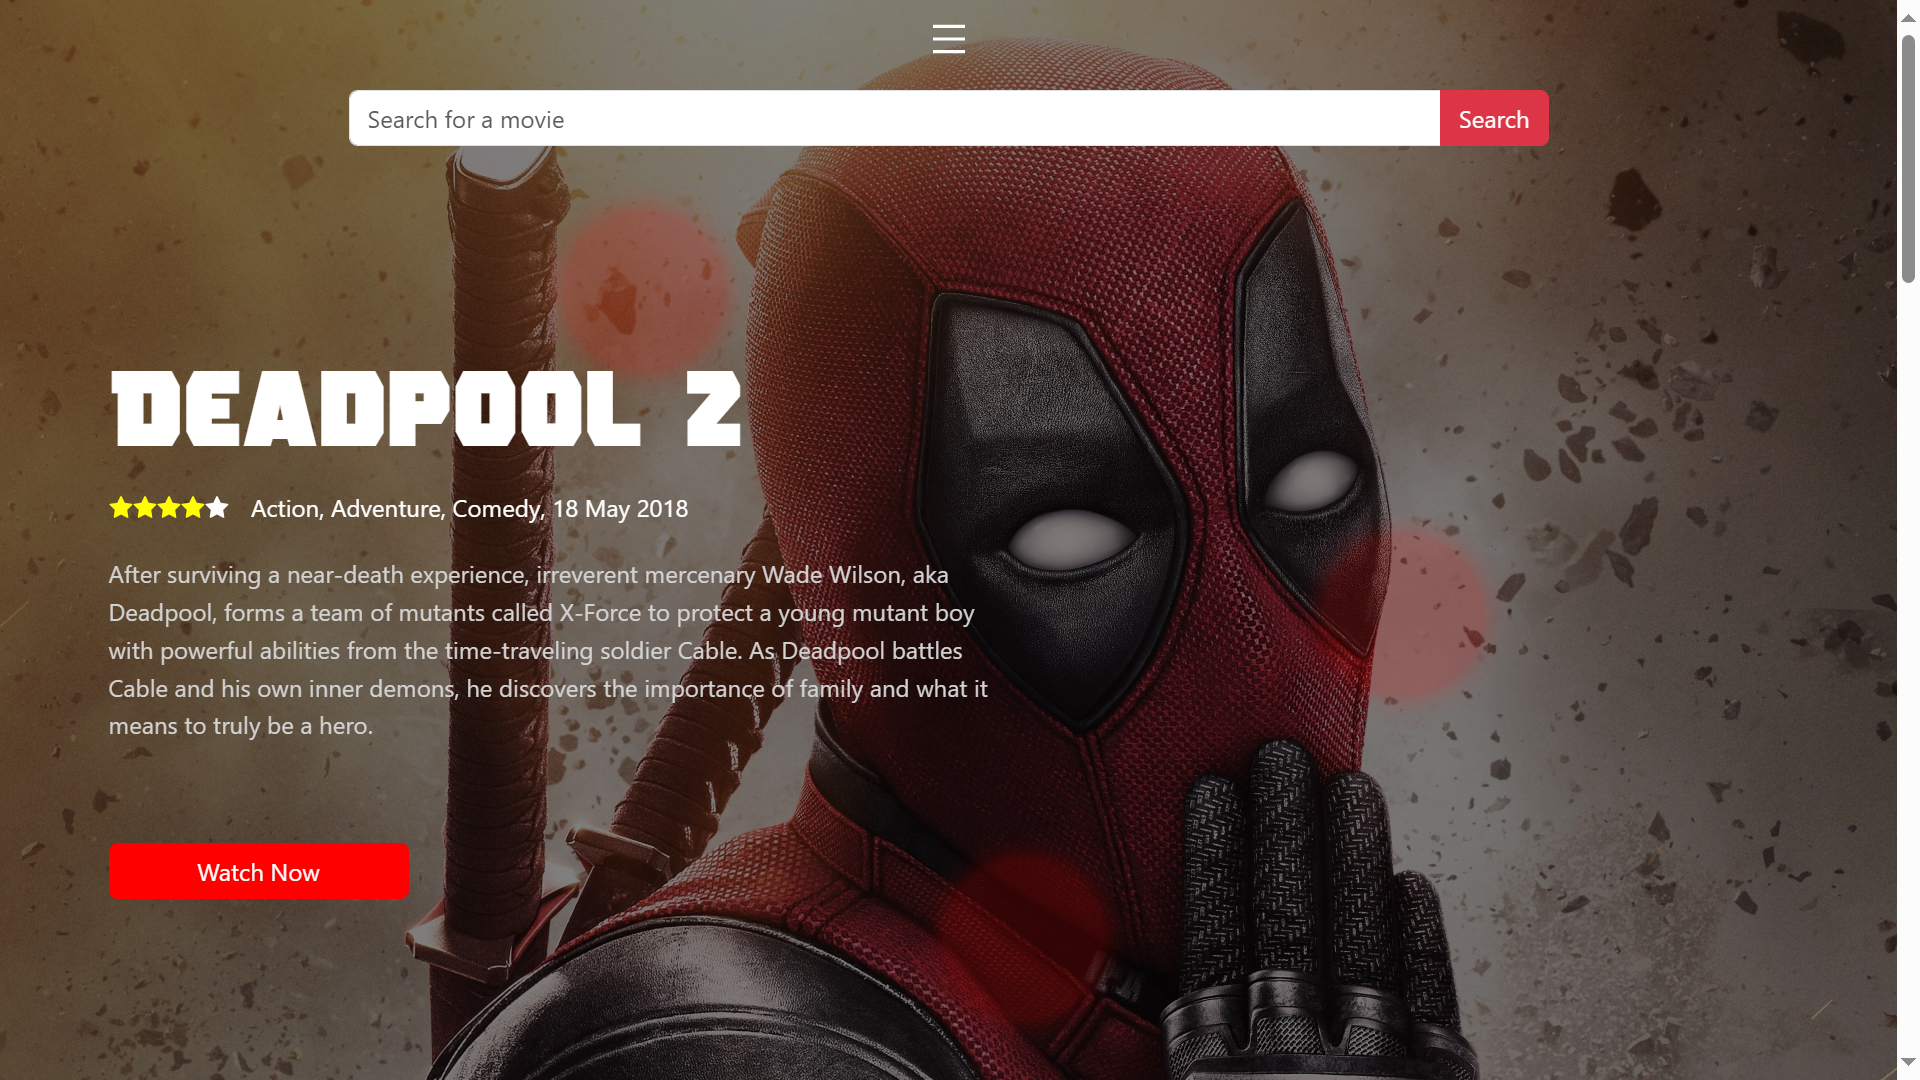 Search for a movie
Search
DEADPOOL 2
Action, Adventure, Comedy, 18 May 2018
After surviving a near-death experience, irreverent mercenary Wade Wilson, aka
Deadpool, forms a team of mutants called X-Force to protect a young mutant boy
with powerful abilities from the time-traveling soldier Cable. As Deadpool battles
Cable and his own inner demons, he discovers the importance of family and what it
means to truly be a hero.
Watch Now